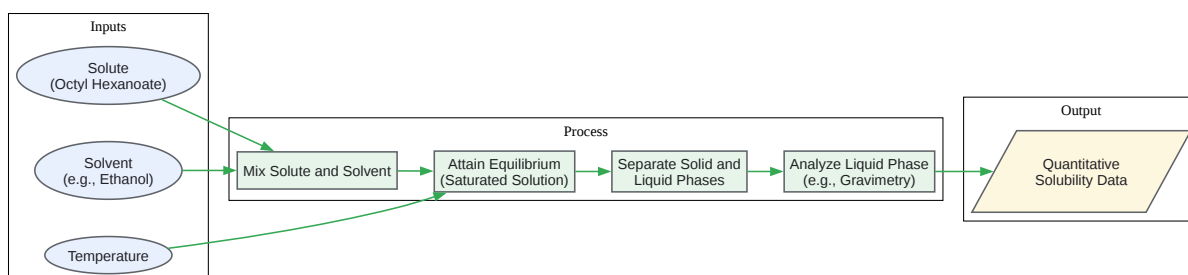 Inputs
Solute
(Octyl Hexanoate)
Solvent
(e.g., Ethanol)
Temperature
Process
Mix Solute and Solvent
Attain Equilibrium
(Saturated Solution)
Separate Solid and
Liquid Phases
Analyze Liquid Phase
(e.g., Gravimetry)
Output
Quantitative
Solubility Data